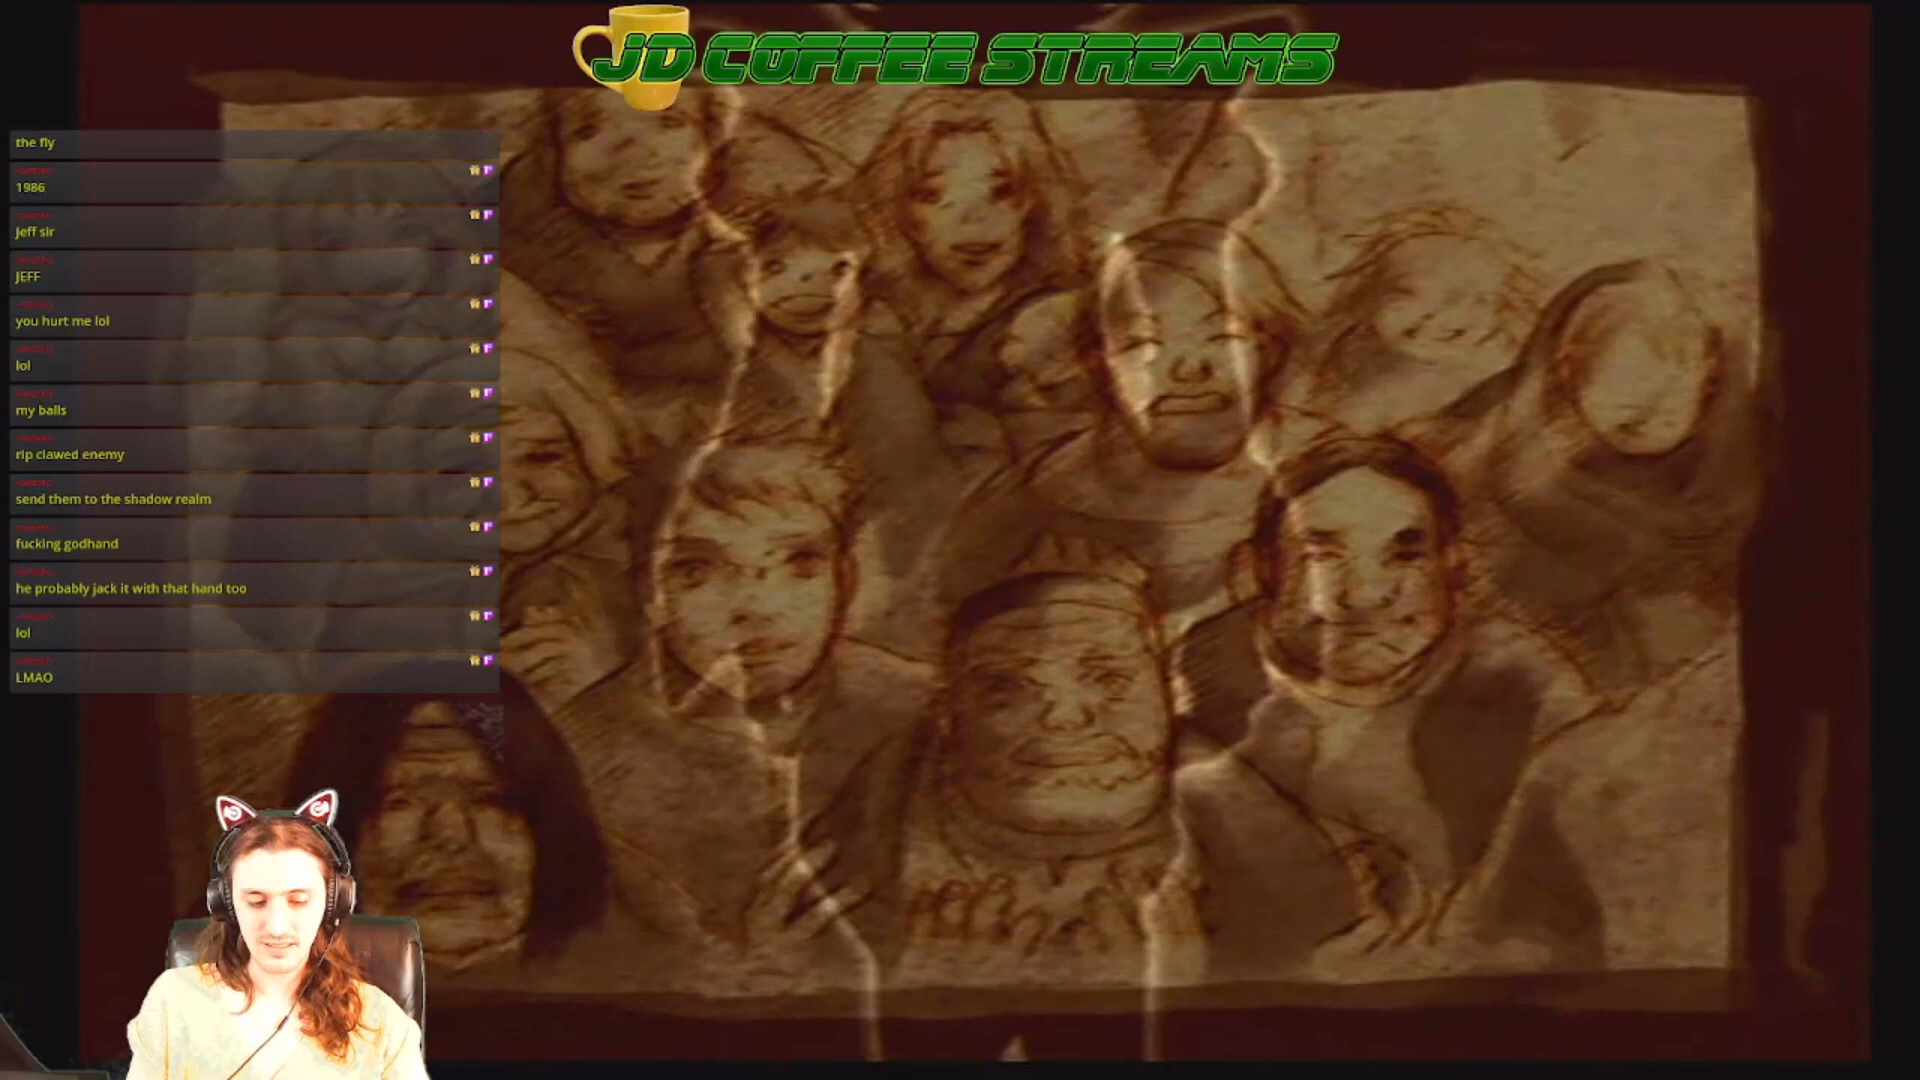 JD COFFEE STREAMS
the fly
1986
Jeff sir
JEFF
you hurt me lol
lol
my balls
rip clawed enemy
send them to the shadow realm
fucking godhand
he probably jack it with that hand too
lol
LMAO